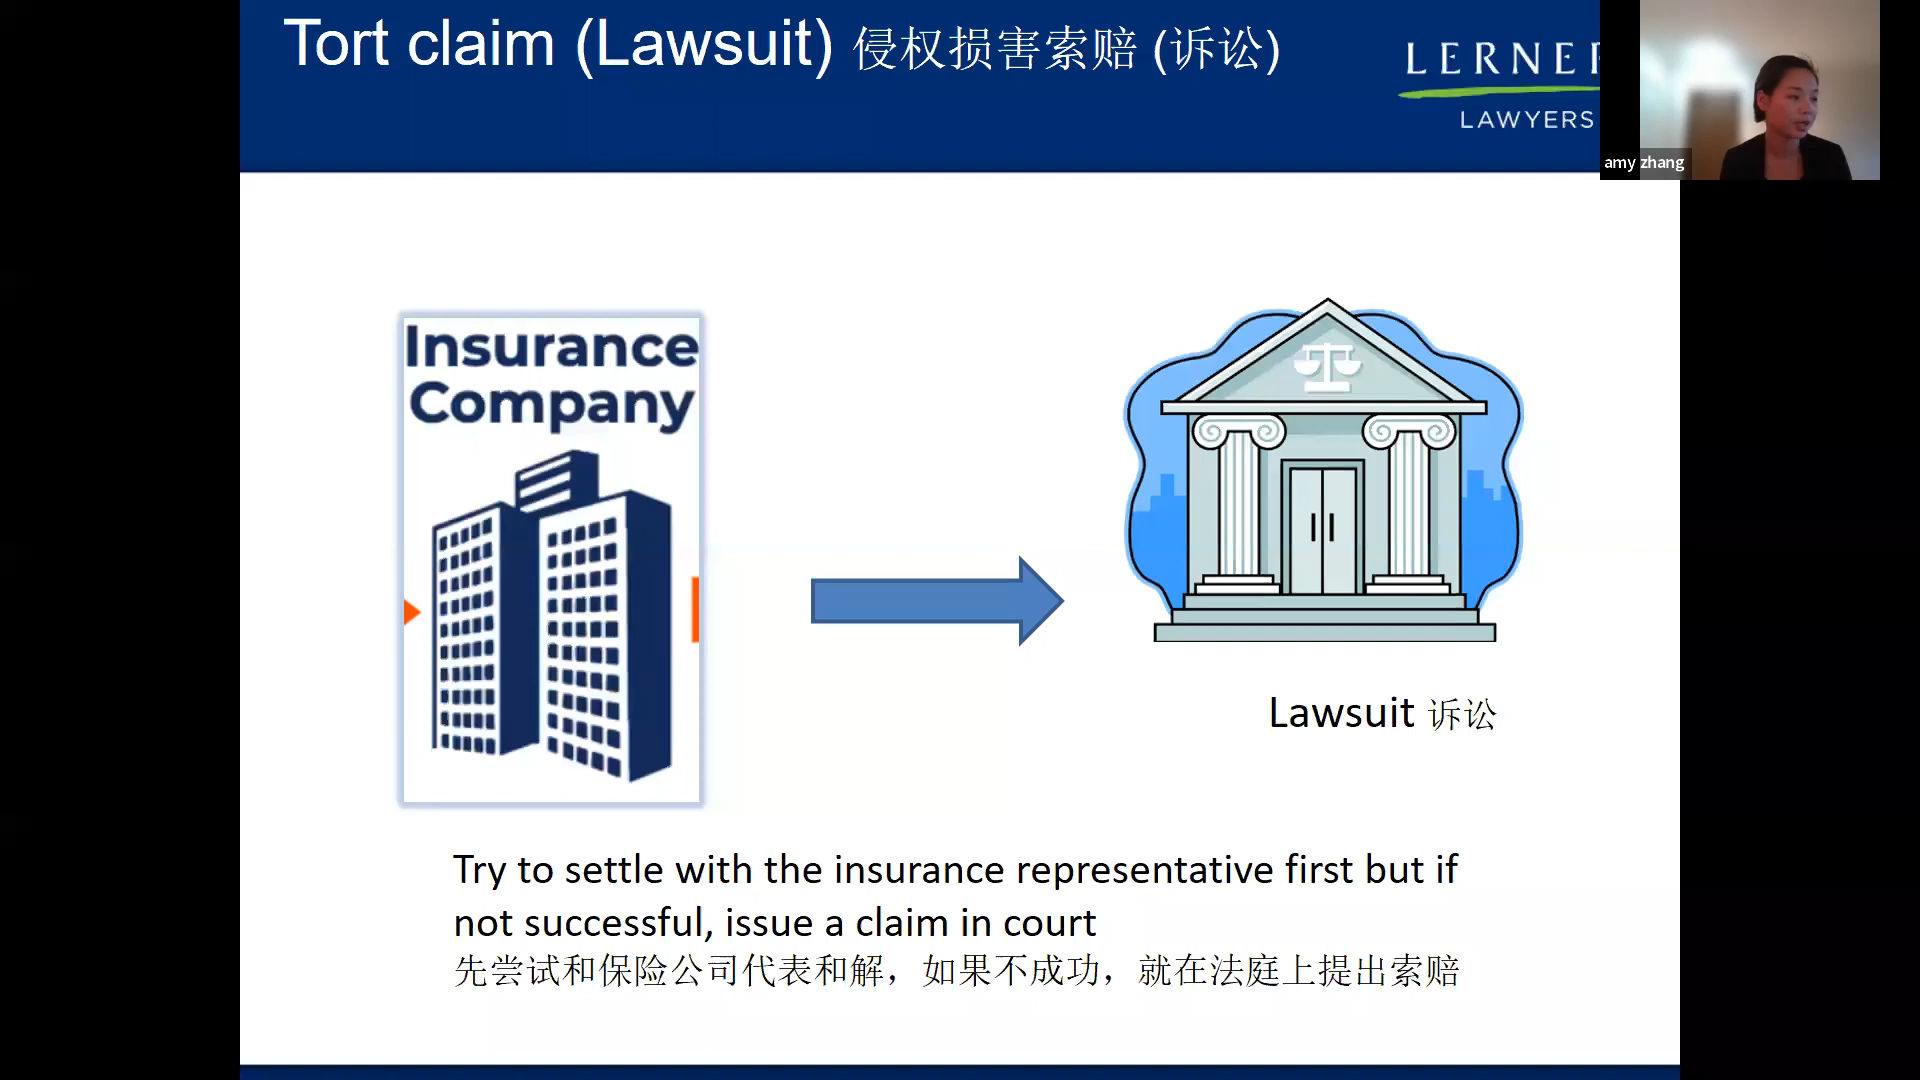 Tort claim (Lawsuit) 侵权损害索赔 (诉讼)
LERNER
LAWYERS
amy zhang
Insurance
Company
Lawsuit 诉讼
Try to settle with the insurance representative first but if
not successful, issue a claim in court
先尝试和保险公司代表和解，如果不成功，就在法庭上提出索赔